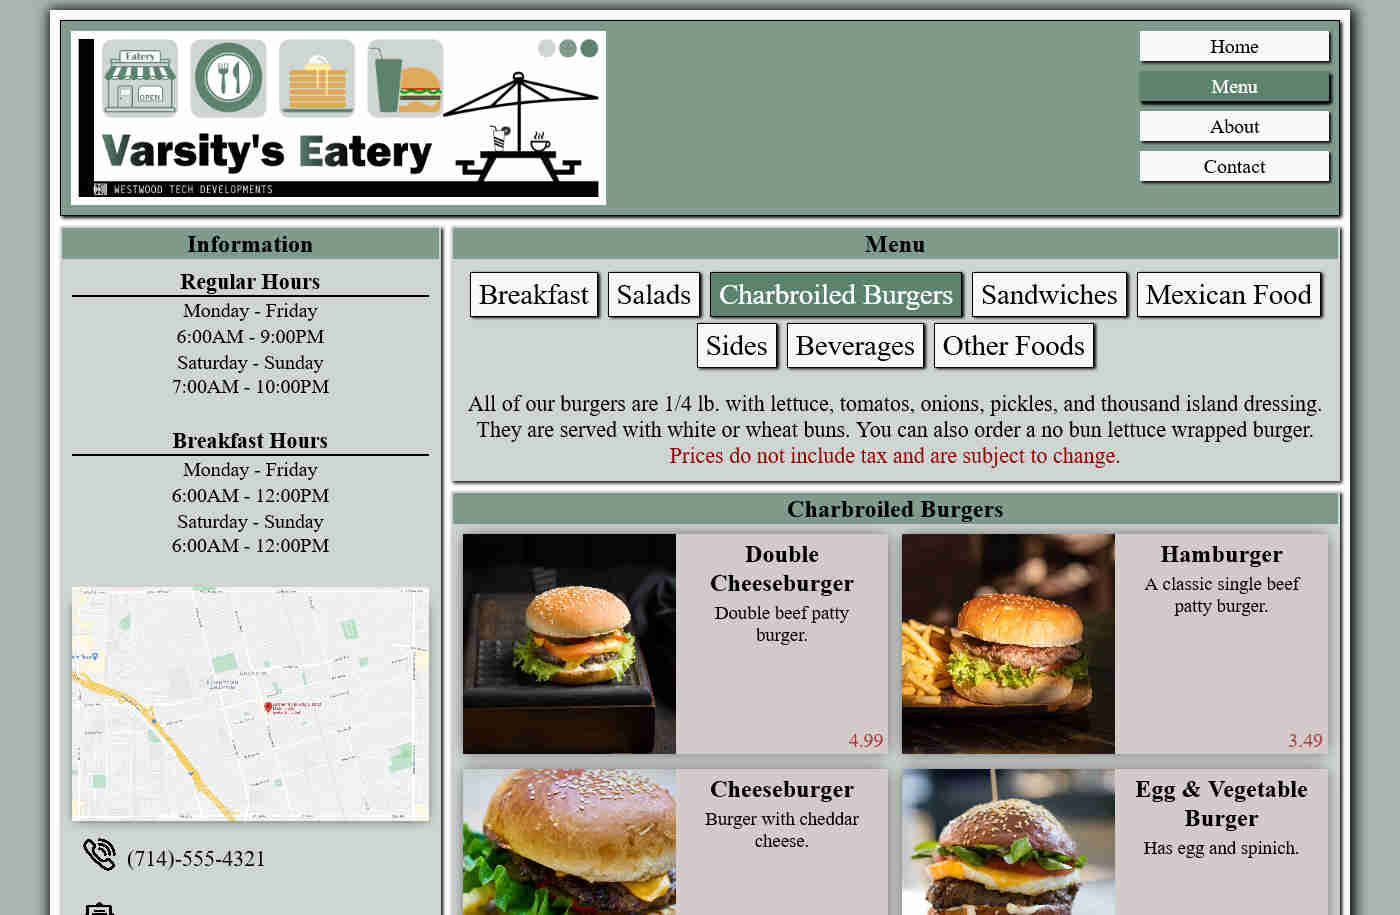 Eatery
OPEN
Varsity's Eatery
WESTWOOD TECH DEVELOPMENTS
Home
Menu
About
Contact
Information
Regular Hours
Monday - Friday
6:00AM - 9:00PM
Saturday - Sunday
7:00AM - 10:00PM
Breakfast Hours
Monday - Friday
6:00AM - 12:00PM
Saturday - Sunday
6:00AM - 12:00PM
(714)-555-4321
Menu
Breakfast Salads Charbroiled Burgers Sandwiches Mexican Food
Sides Beverages Other Foods
All of our burgers are 1/4 lb. with lettuce, tomatos, onions, pickles, and thousand island dressing.
They are served with white or wheat buns. You can also order a no bun lettuce wrapped burger.
Prices do not include tax and are subject to change.
Charbroiled Burgers
Double
Cheeseburger
Double beef patty
burger.
4.99
Hamburger
A classic single beef
patty burger.
3.49
Cheeseburger
Burger with cheddar
cheese.
Egg & Vegetable
Burger
Has egg and spinich.